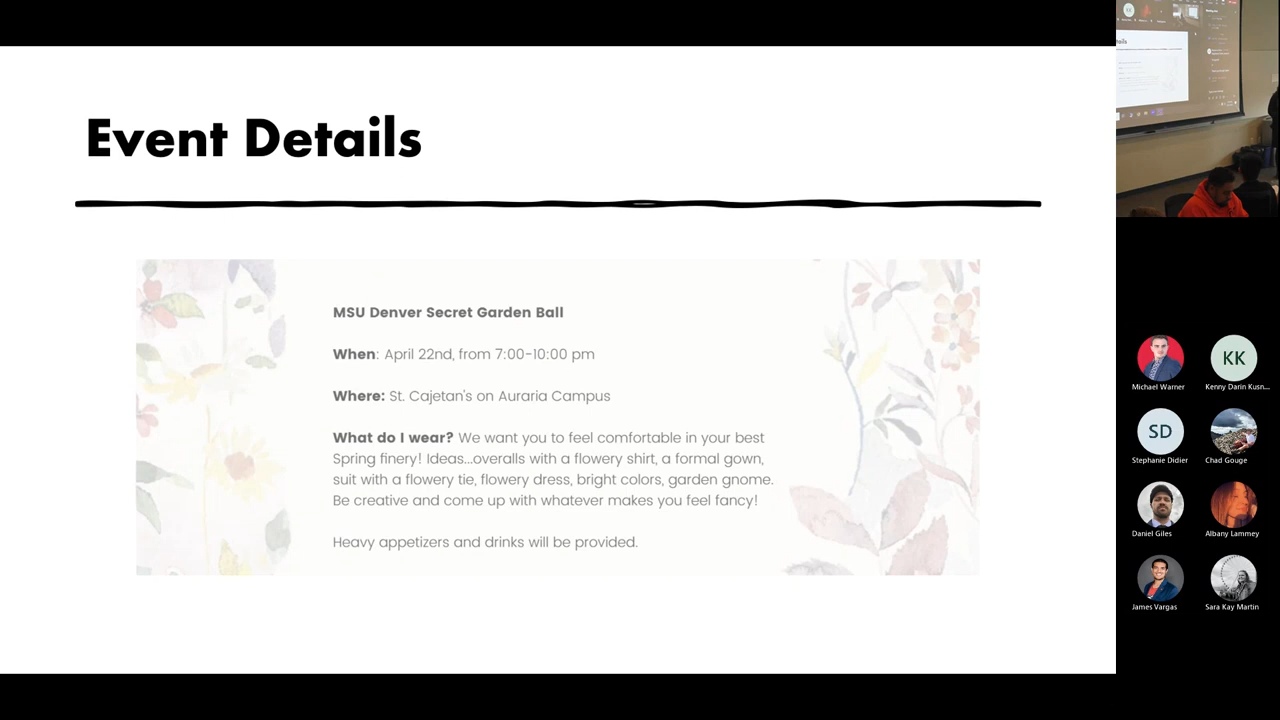 Event Details
MSU Denver Secret Garden Ball
When: April 22nd, from 7:00-10:00 pm
Where: St. Cajetan's on Auraria Campus
What do I wear? We want you to feel comfortable in your best
Spring finery! Ideas...overalls with a flowery shirt, a formal gown,
suit with a flowery tie, flowery dress, bright colors, garden gnome.
Be creative and come up with whatever makes you feel fancy!
Heavy appetizers and drinks will be provided.
KK
Michael Warner
Kenny Darin Kusn...
SD
Stephanie Didier
Chad Gouge
Daniel Giles
Albany Lammey
James Vargas
Sara Kay Martin